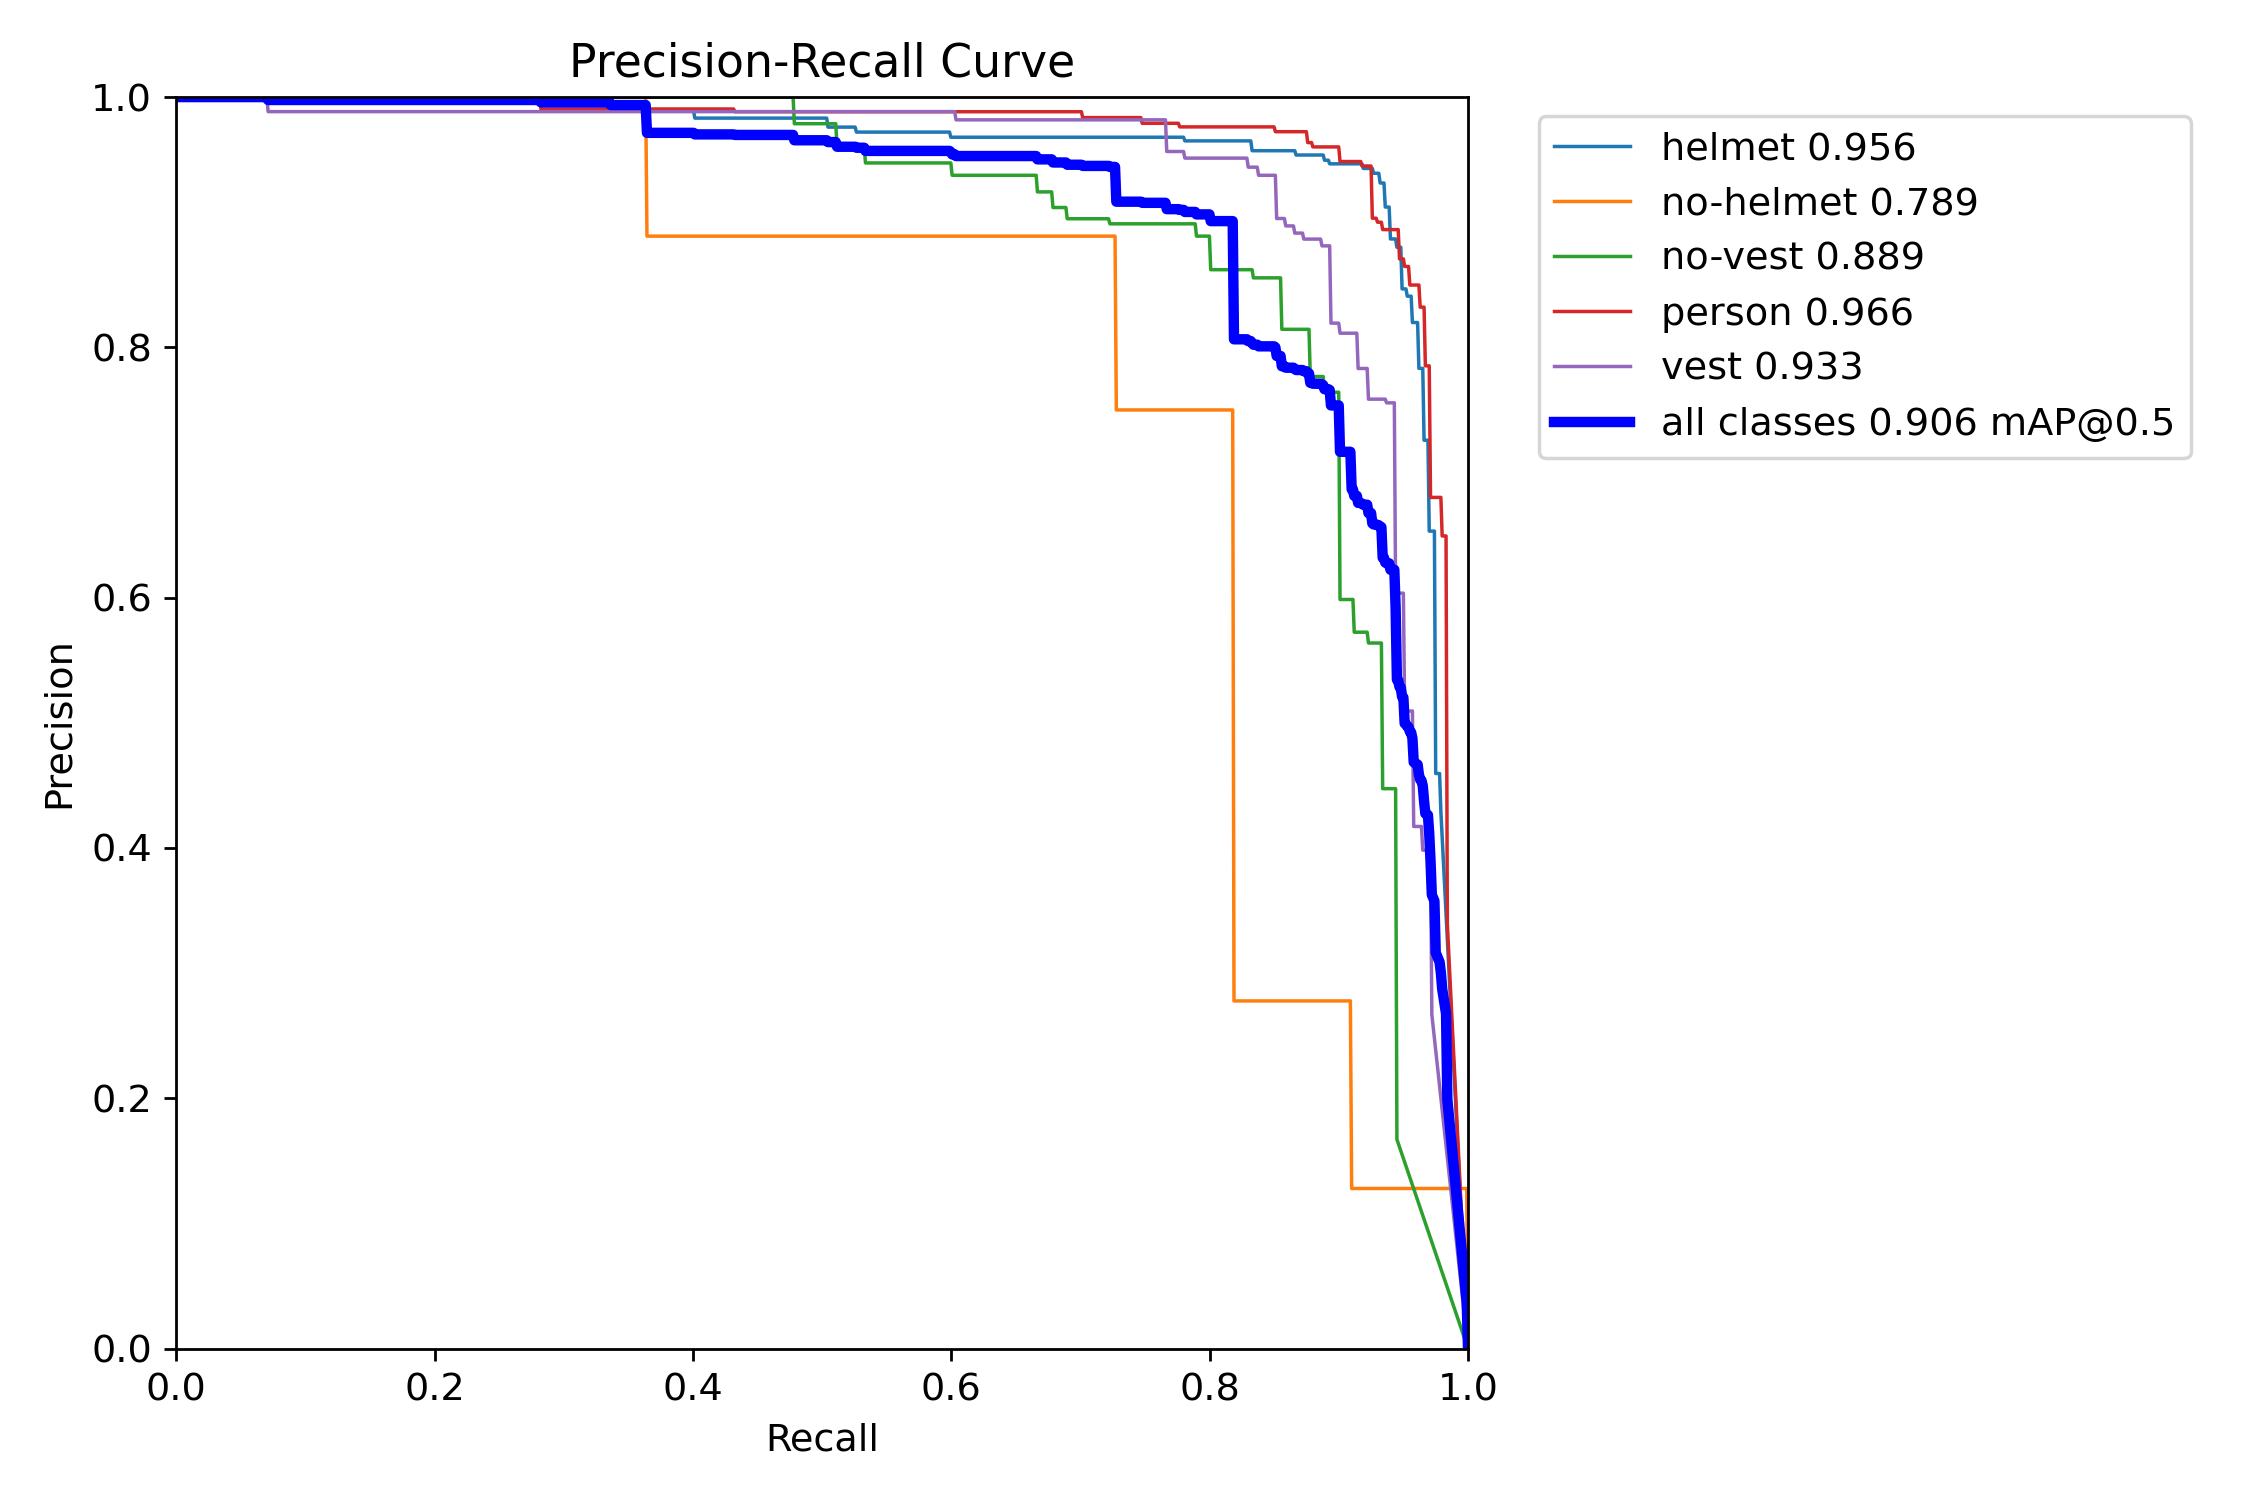 Precision-Recall Curve
1.0
0.8
0.6
0.4
0.2
0.0
Precision
0.0 0.2 0.4 0.6 0.8 1.0
Recall
helmet 0.956
no-helmet 0.789
no-vest 0.889
person 0.966
vest 0.933
all classes 0.906 mAP@0.5